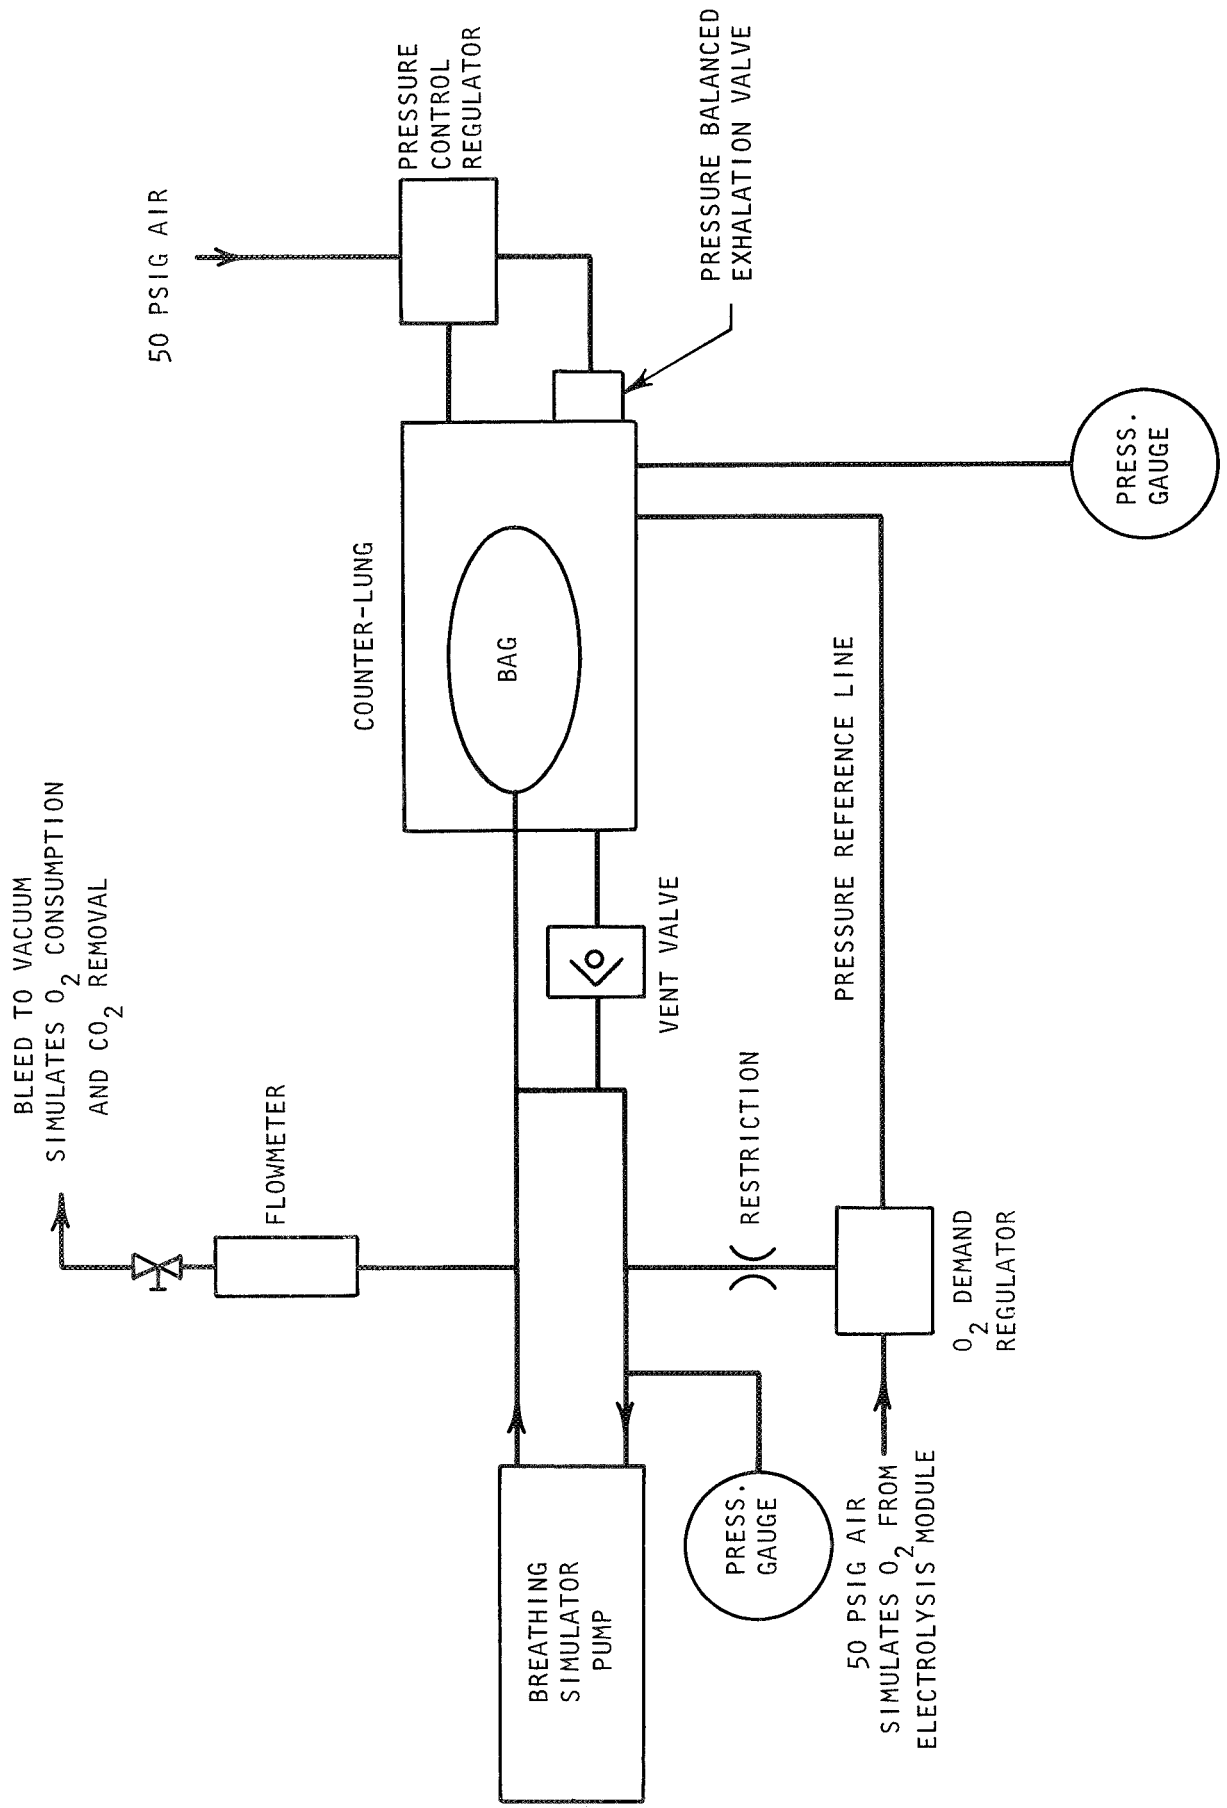 BLEED TO VACUUM
SIMULATES O2 CONSUMPTION
AND CO2 REMOVAL
FLOWMETER
COUNTER-LUNG
BAG
50 PSIG AIR
PRESSURE
CONTROL
REGULATOR
PRESSURE BALANCED
EXHALATION VALVE
VENT VALVE
BREATHING
SIMULATOR
PUMP
PRESS.
GAUGE
RESTRICTION
PRESSURE REFERENCE LINE
PRESS.
GAUGE
50 PSIG AIR
SIMULATES O2 FROM
ELECTROLYSIS MODULE
O2 DEMAND
REGULATOR